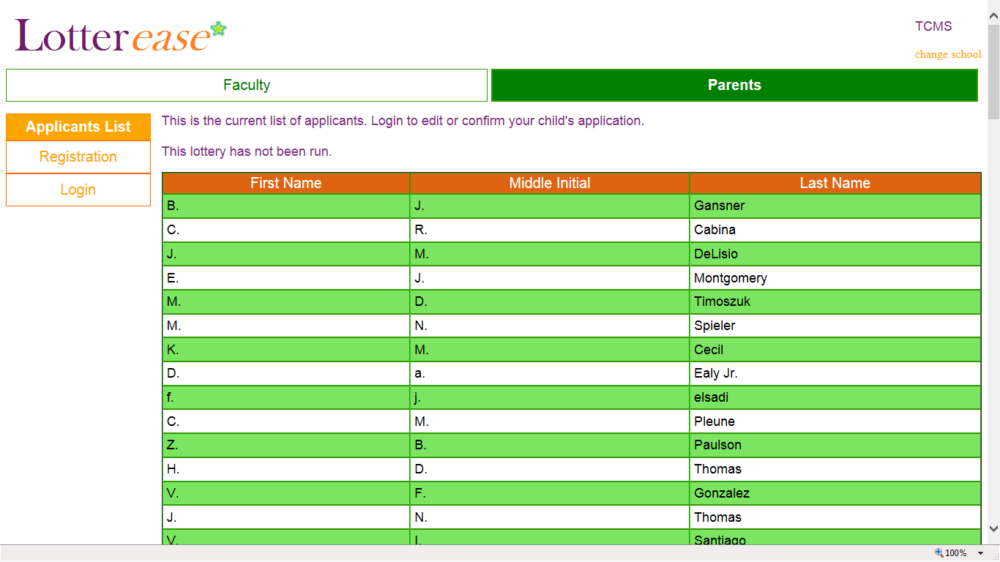 Lotterease
TCMS
change school
Faculty Parents
Applicants List
Registration
Login
This is the current list of applicants. Login to edit or confirm your child's application.
This lottery has not been run.
First Name Middle Initial Last Name
B. J. Gansner
C. R. Cabina
J. M. DeLisio
E. J. Montgomery
M. D. Timoszuk
M. N. Spieler
K. M. Cecil
D. a. Ealy Jr.
f. j. elsadi
C. M. Pleune
Z. B. Paulson
H. D. Thomas
V. F. Gonzalez
J. N. Thomas
V. I. Santiago
100%